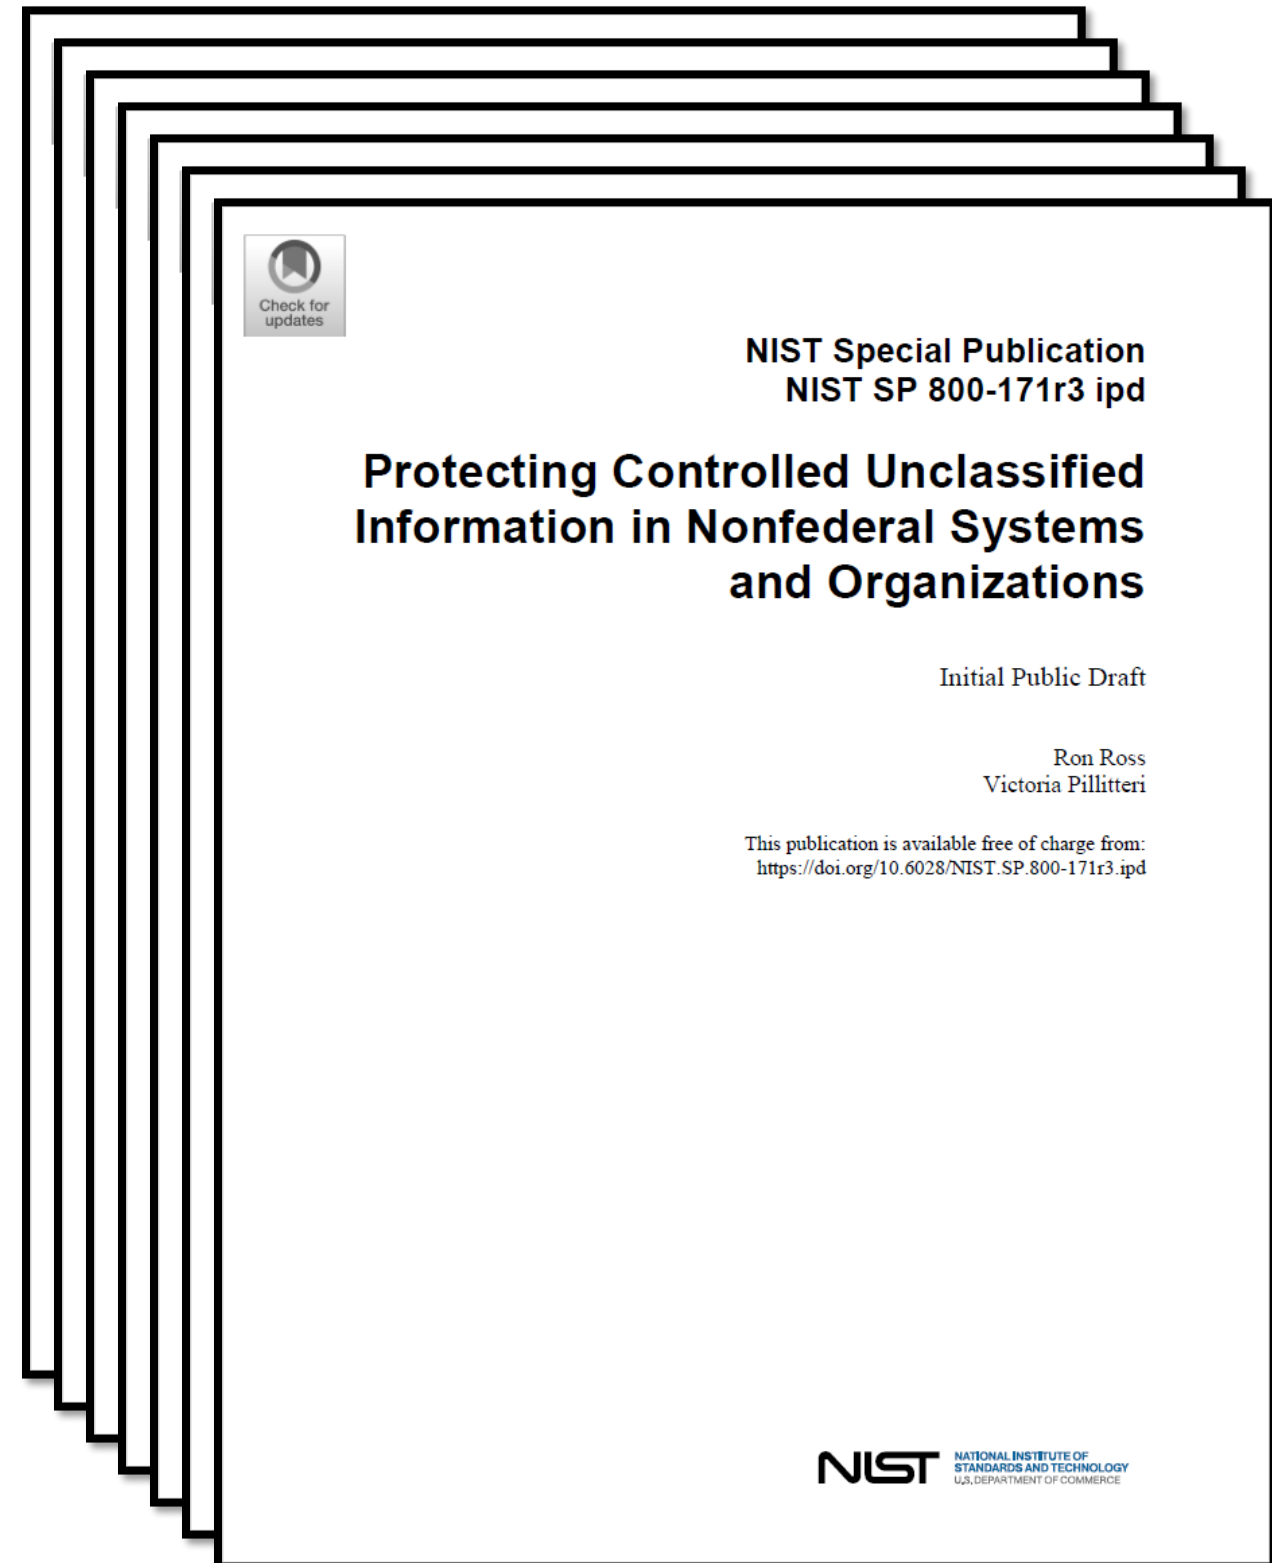 Check for
updates
NIST Special Publication
NIST SP 800-171r3 ipd
Protecting Controlled Unclassified
Information in Nonfederal Systems
and Organizations
Initial Public Draft
Ron Ross
Victoria Pillitteri
This publication is available free of charge from:
https://doi.org/10.6028/NIST.SP.800-171r3.ipd
NIST
NATIONAL INSTITUTE OF
STANDARDS AND TECHNOLOGY
U.S. DEPARTMENT OF COMMERCE